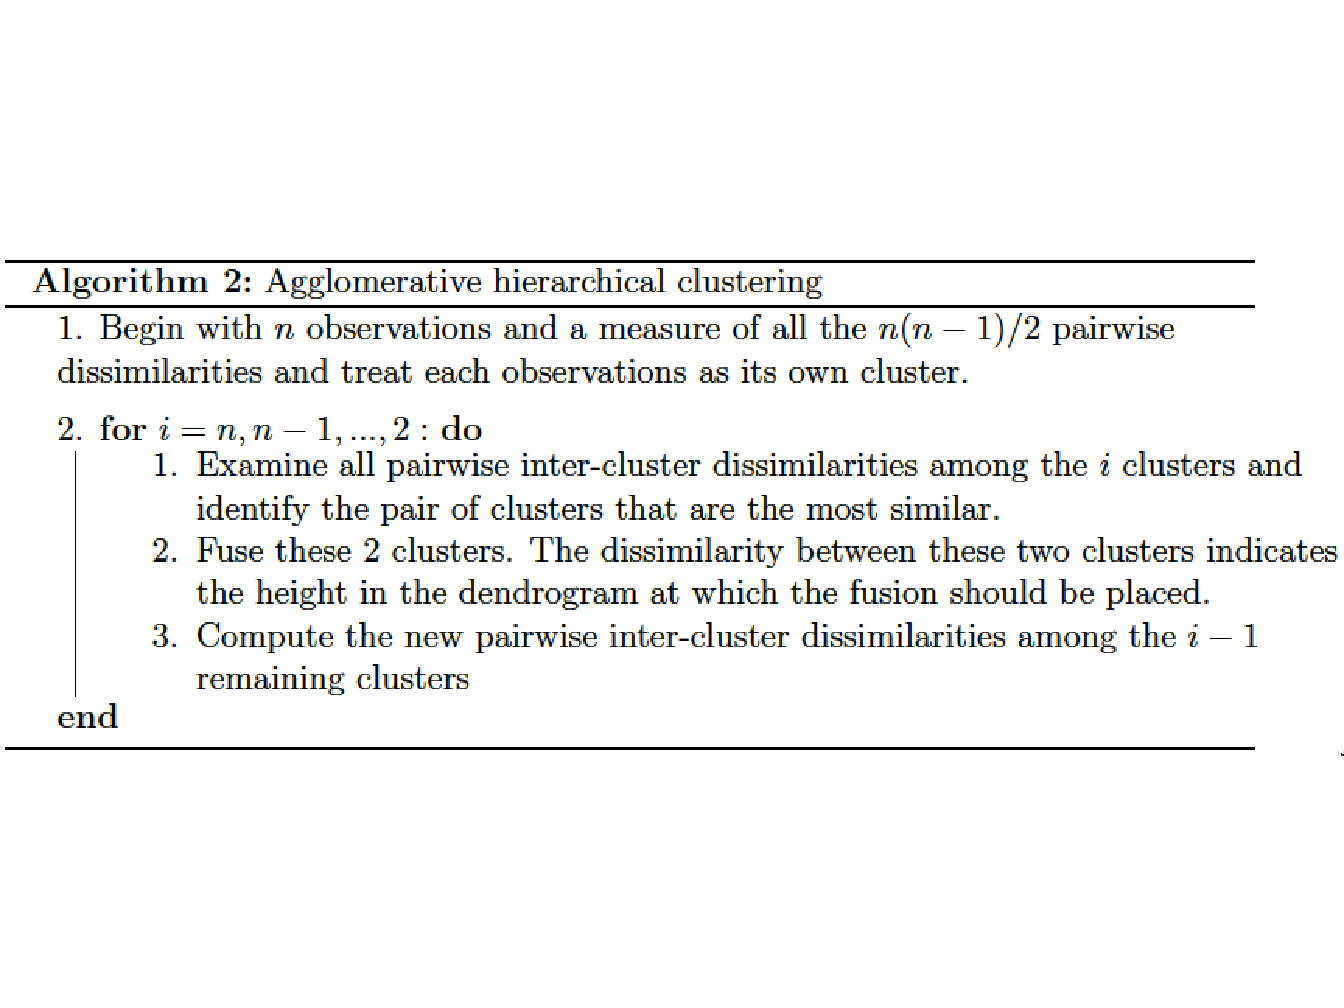 Algorithm 2: Agglomerative hierarchical clustering
1. Begin with n observations and a measure of all the n(n − 1)/2 pairwise
dissimilarities and treat each observations as its own cluster.
2. for i = n, n − 1, ..., 2 : do
1. Examine all pairwise inter-cluster dissimilarities among the i clusters and
identify the pair of clusters that are the most similar.
2. Fuse these 2 clusters. The dissimilarity between these two clusters indicates
the height in the dendrogram at which the fusion should be placed.
3. Compute the new pairwise inter-cluster dissimilarities among the i − 1
remaining clusters
end